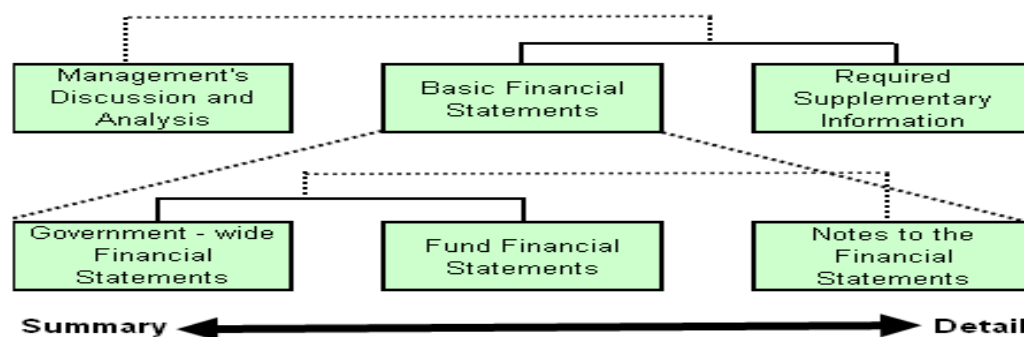 Management's
Discussion and
Analysis
Basic Financial
Statements
Required
Supplementary
Information
Government - wide
Financial
Statements
Fund Financial
Statements
Notes to the
Financial
Statements
Summary
Detail